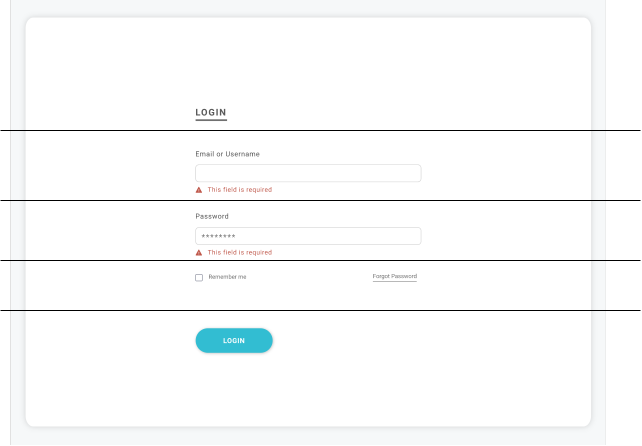 LOGIN
Email or Username
This field is required
Password
********
This field is required
Remember me Forgot Password
LOGIN